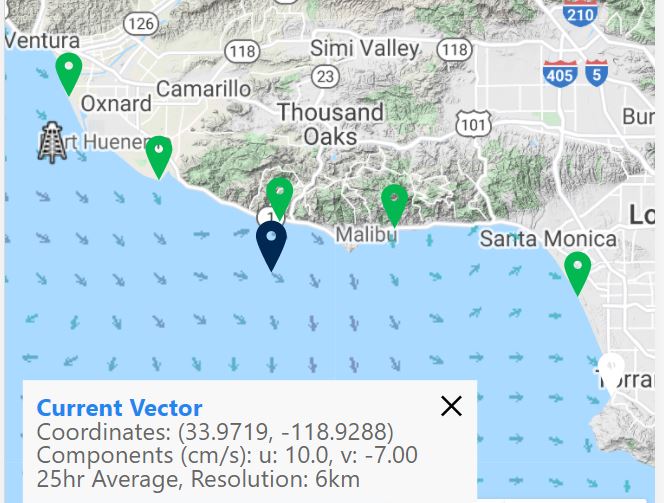 126
210
Ventura
118
Simi Valley
118
405
5
23
Camarillo
Oxnard
Thousand
Oaks
101
Bur
rt Huenem
1
Lo
Malibu
Santa Monica
Torra
Current Vector
Coordinates: (33.9719, -118.9288)
Components (cm/s): u: 10.0, v: -7.00
25hr Average, Resolution: 6km